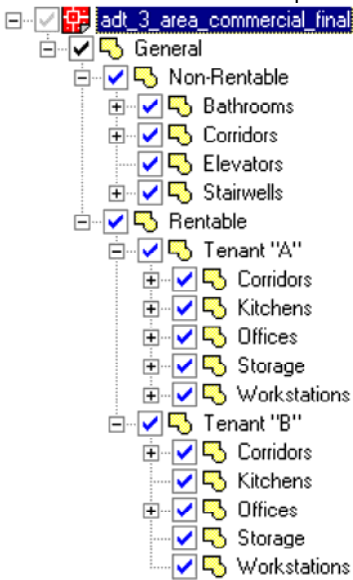 adt_3_area_commercial_final
General
Non-Rentable
Bathrooms
Corridors
Elevators
Stairwells
Rentable
Tenant "A"
Corridors
Kitchens
Offices
Storage
Workstations
Tenant "B"
Corridors
Kitchens
Offices
Storage
Workstations